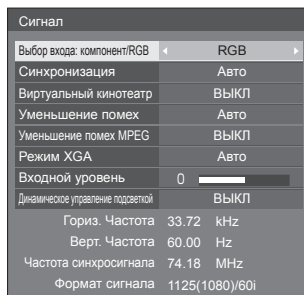 Сигнал
Выбор входа: компонент/RGB RGB
Синхронизация Авто
Виртуальный кинотеатр ВЫКЛ
Уменьшение помех Авто
Уменьшение помех MPEG ВЫКЛ
Режим XGA Авто
Входной уровень 0
Динамическое управление подсветкой ВЫКЛ
Гориз. Частота 33.72 kHz
Верт. Частота 60.00 Hz
Частота синхросигнала 74.18 MHz
Формат сигнала 1125(1080)/60i